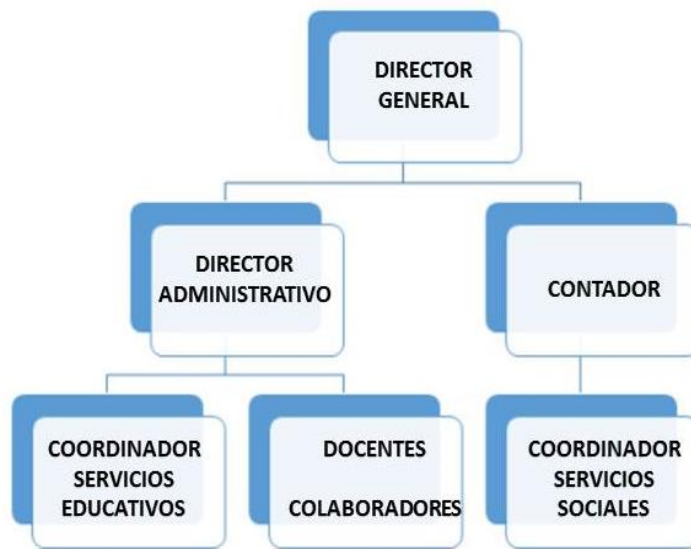 DIRECTOR
GENERAL
DIRECTOR
ADMINISTRATIVO
CONTADOR
COORDINADOR
SERVICIOS
EDUCATIVOS
DOCENTES
COLABORADORES
COORDINADOR
SERVICIOS
SOCIALES